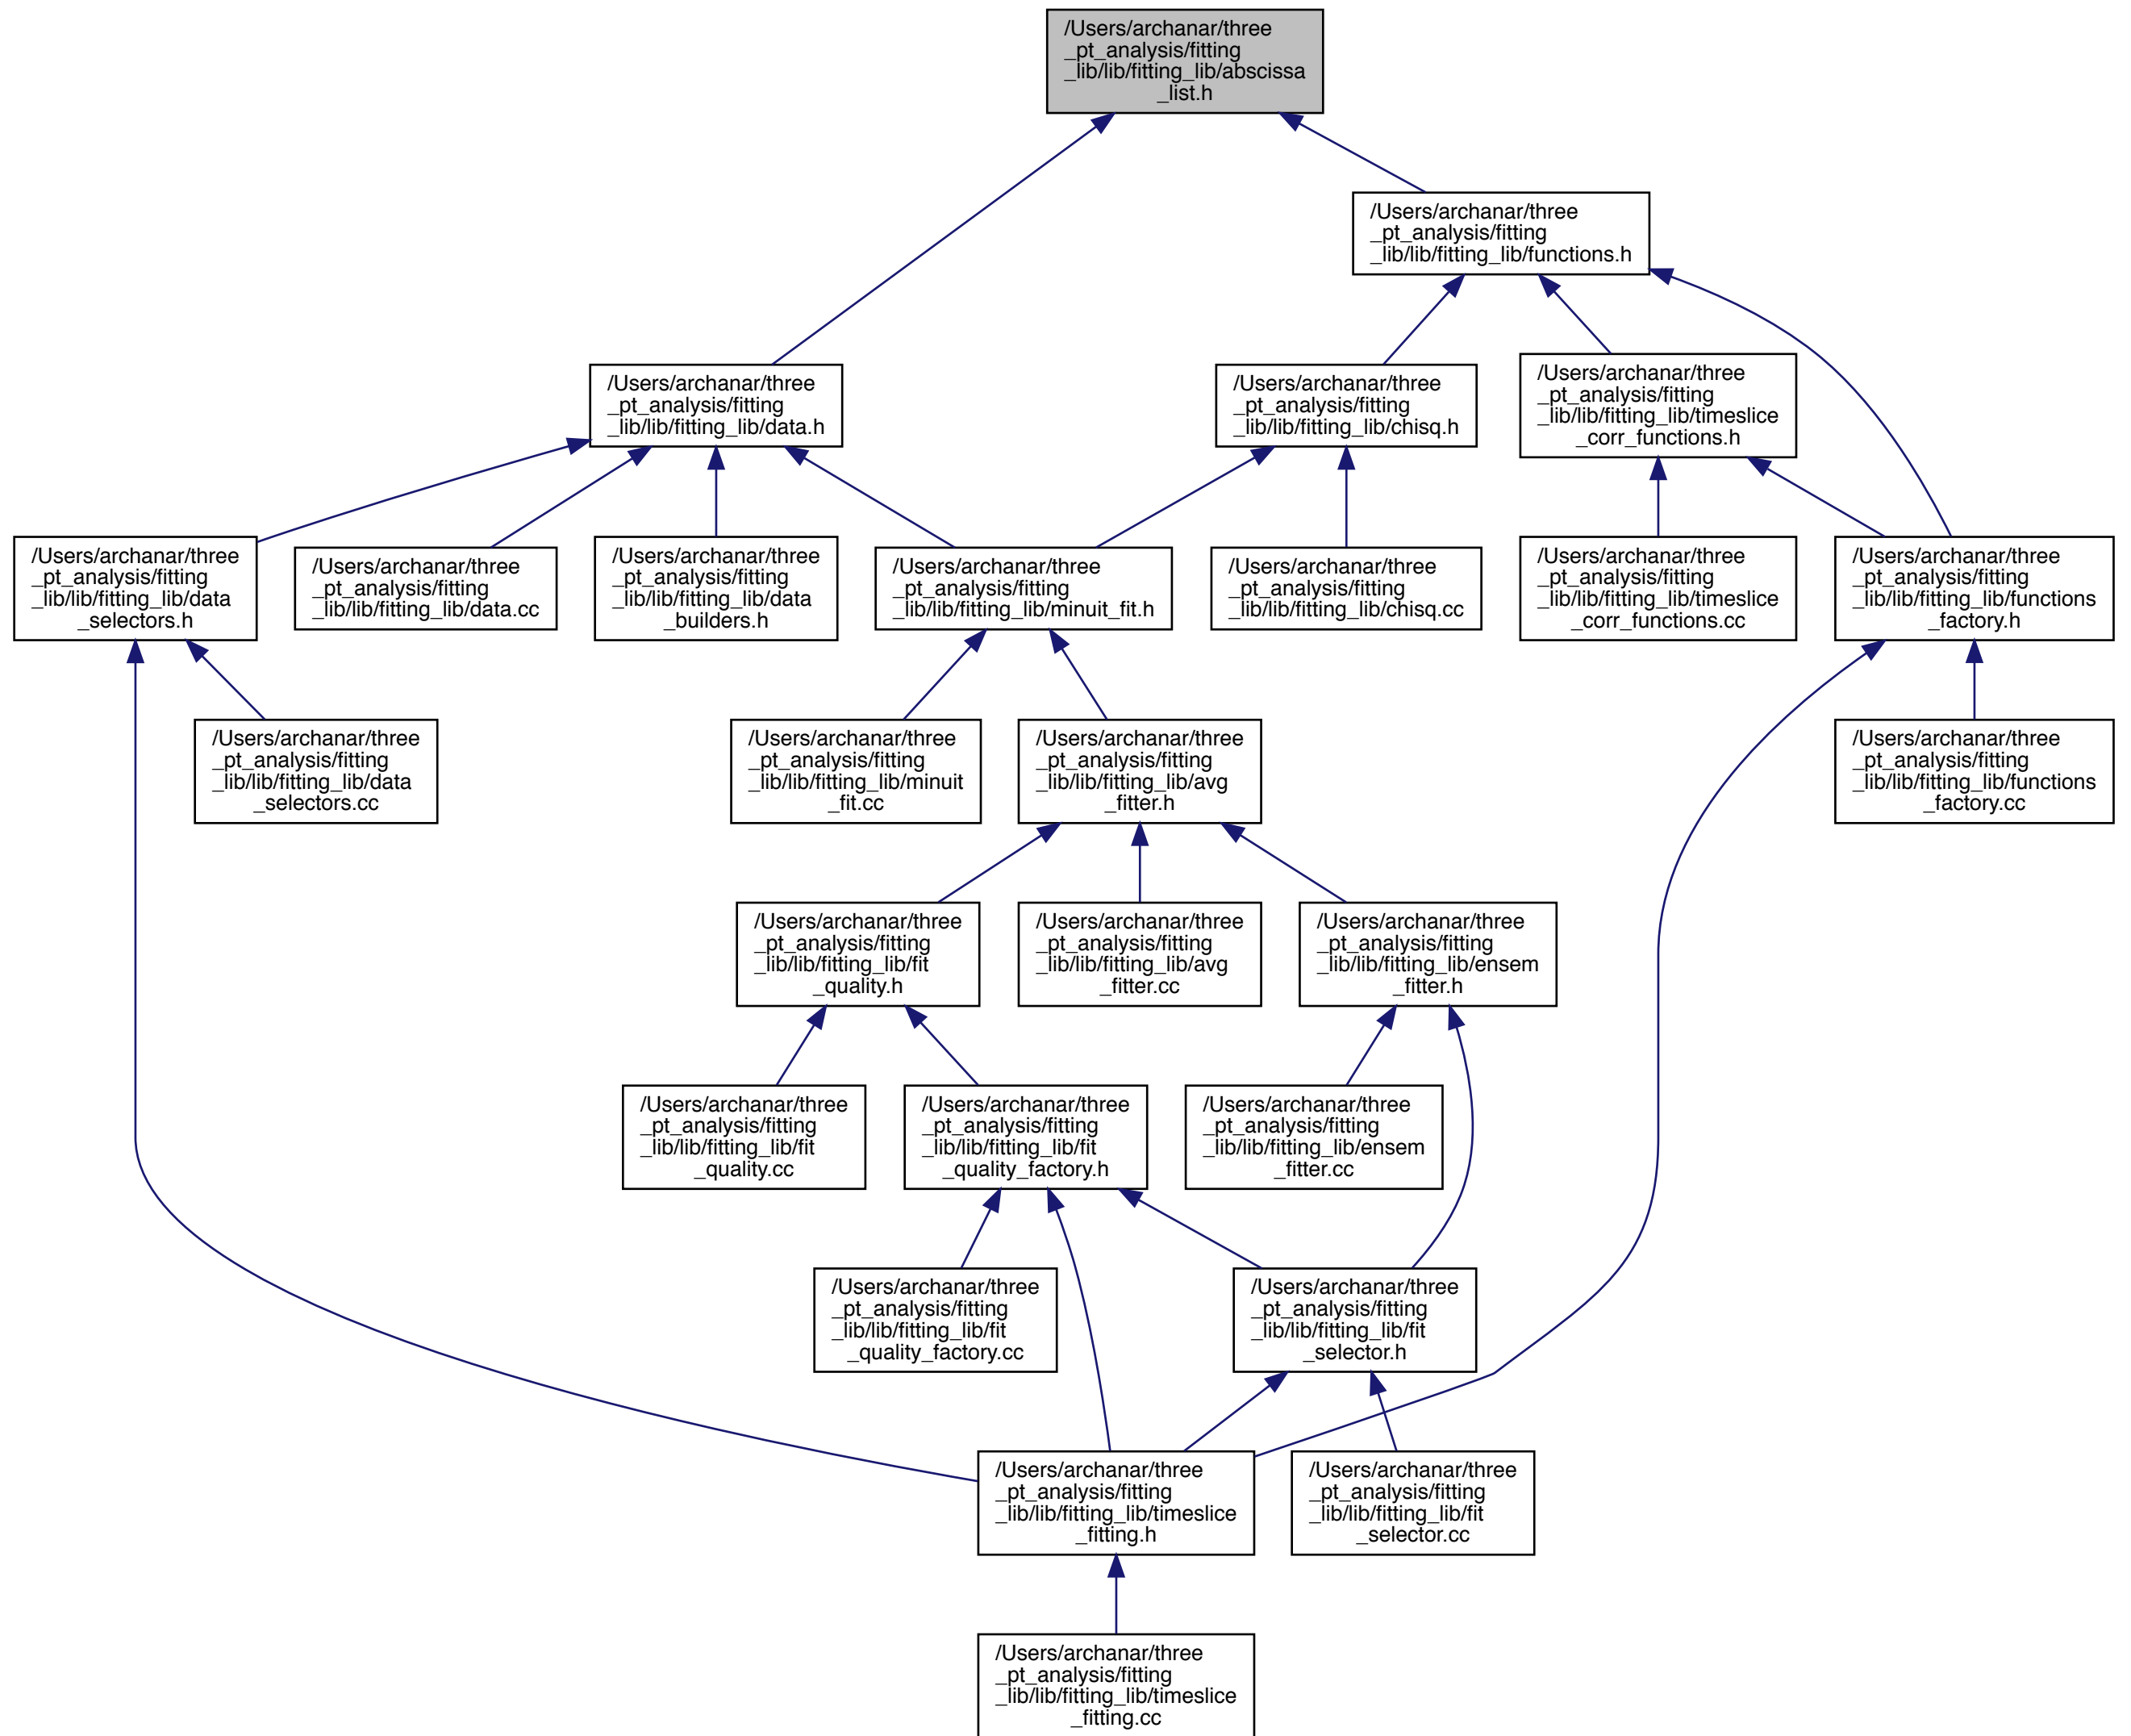 /Users/archanar/three
_pt_analysis/fitting
_lib/lib/fitting_lib/abscissa
_list.h
/Users/archanar/three
_pt_analysis/fitting
_lib/lib/fitting_lib/functions.h
/Users/archanar/three
_pt_analysis/fitting
_lib/lib/fitting_lib/data.h
/Users/archanar/three
_pt_analysis/fitting
_lib/lib/fitting_lib/chisq.h
/Users/archanar/three
_pt_analysis/fitting
_lib/lib/fitting_lib/timeslice
_corr_functions.h
/Users/archanar/three
_pt_analysis/fitting
_lib/lib/fitting_lib/data
_selectors.h
/Users/archanar/three
_pt_analysis/fitting
_lib/lib/fitting_lib/data.cc
/Users/archanar/three
_pt_analysis/fitting
_lib/lib/fitting_lib/data
_builders.h
/Users/archanar/three
_pt_analysis/fitting
_lib/lib/fitting_lib/minuit_fit.h
/Users/archanar/three
_pt_analysis/fitting
_lib/lib/fitting_lib/chisq.cc
/Users/archanar/three
_pt_analysis/fitting
_lib/lib/fitting_lib/timeslice
_corr_functions.cc
/Users/archanar/three
_pt_analysis/fitting
_lib/lib/fitting_lib/functions
_factory.h
/Users/archanar/three
_pt_analysis/fitting
_lib/lib/fitting_lib/data
_selectors.cc
/Users/archanar/three
_pt_analysis/fitting
_lib/lib/fitting_lib/minuit
_fit.cc
/Users/archanar/three
_pt_analysis/fitting
_lib/lib/fitting_lib/avg
_fitter.h
/Users/archanar/three
_pt_analysis/fitting
_lib/lib/fitting_lib/functions
_factory.cc
/Users/archanar/three
_pt_analysis/fitting
_lib/lib/fitting_lib/fit
_quality.h
/Users/archanar/three
_pt_analysis/fitting
_lib/lib/fitting_lib/avg
_fitter.cc
/Users/archanar/three
_pt_analysis/fitting
_lib/lib/fitting_lib/ensem
_fitter.h
/Users/archanar/three
_pt_analysis/fitting
_lib/lib/fitting_lib/fit
_quality.cc
/Users/archanar/three
_pt_analysis/fitting
_lib/lib/fitting_lib/fit
_quality_factory.h
/Users/archanar/three
_pt_analysis/fitting
_lib/lib/fitting_lib/ensem
_fitter.cc
/Users/archanar/three
_pt_analysis/fitting
_lib/lib/fitting_lib/fit
_quality_factory.cc
/Users/archanar/three
_pt_analysis/fitting
_lib/lib/fitting_lib/fit
_selector.h
/Users/archanar/three
_pt_analysis/fitting
_lib/lib/fitting_lib/timeslice
_fitting.h
/Users/archanar/three
_pt_analysis/fitting
_lib/lib/fitting_lib/fit
_selector.cc
/Users/archanar/three
_pt_analysis/fitting
_lib/lib/fitting_lib/timeslice
_fitting.cc